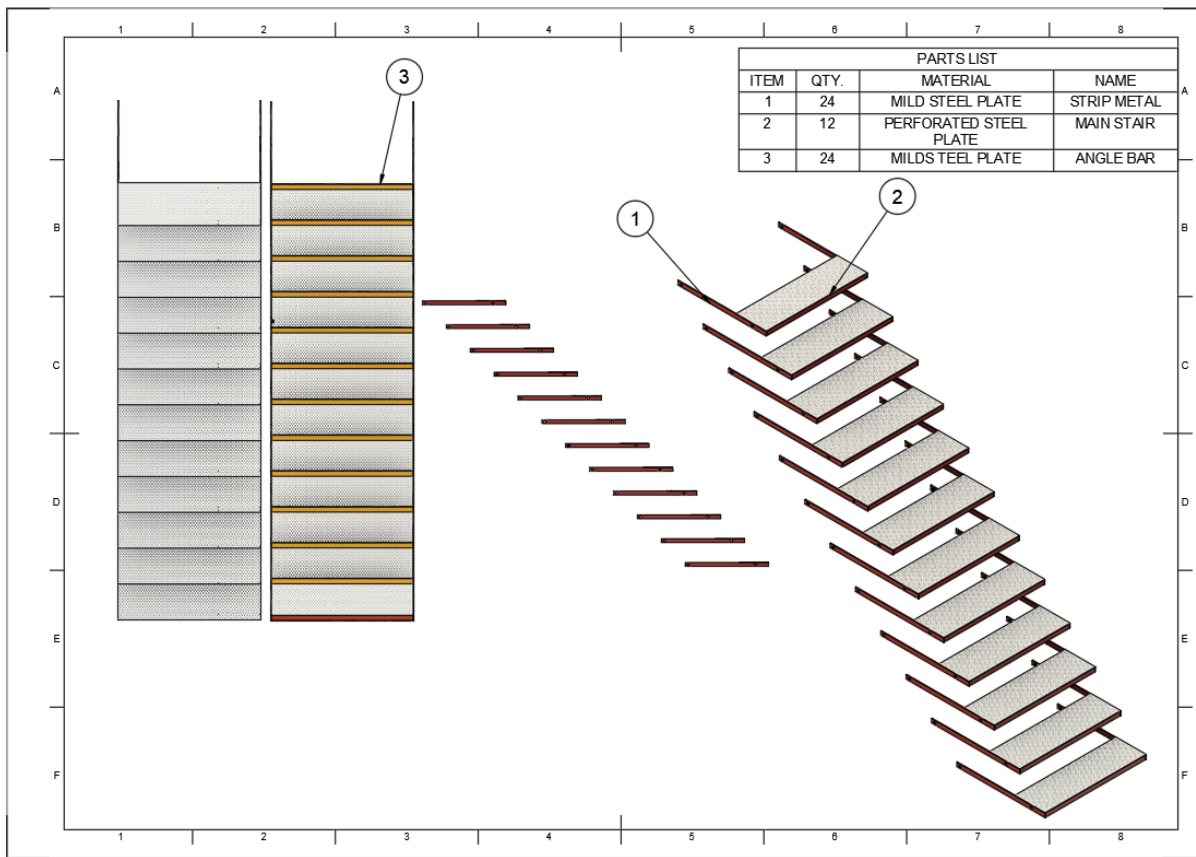 1 2 3 4 5 6 7 8
PARTS LIST
ITEM QTY. MATERIAL NAME
1 24 MILD STEEL PLATE STRIP METAL
2 12 PERFORATED STEEL PLATE MAIN STAIR
3 24 MILDS TEEL PLATE ANGLE BAR
A A
3
2
1
B B
C C
D D
E E
F F
1 2 3 4 5 6 7 8